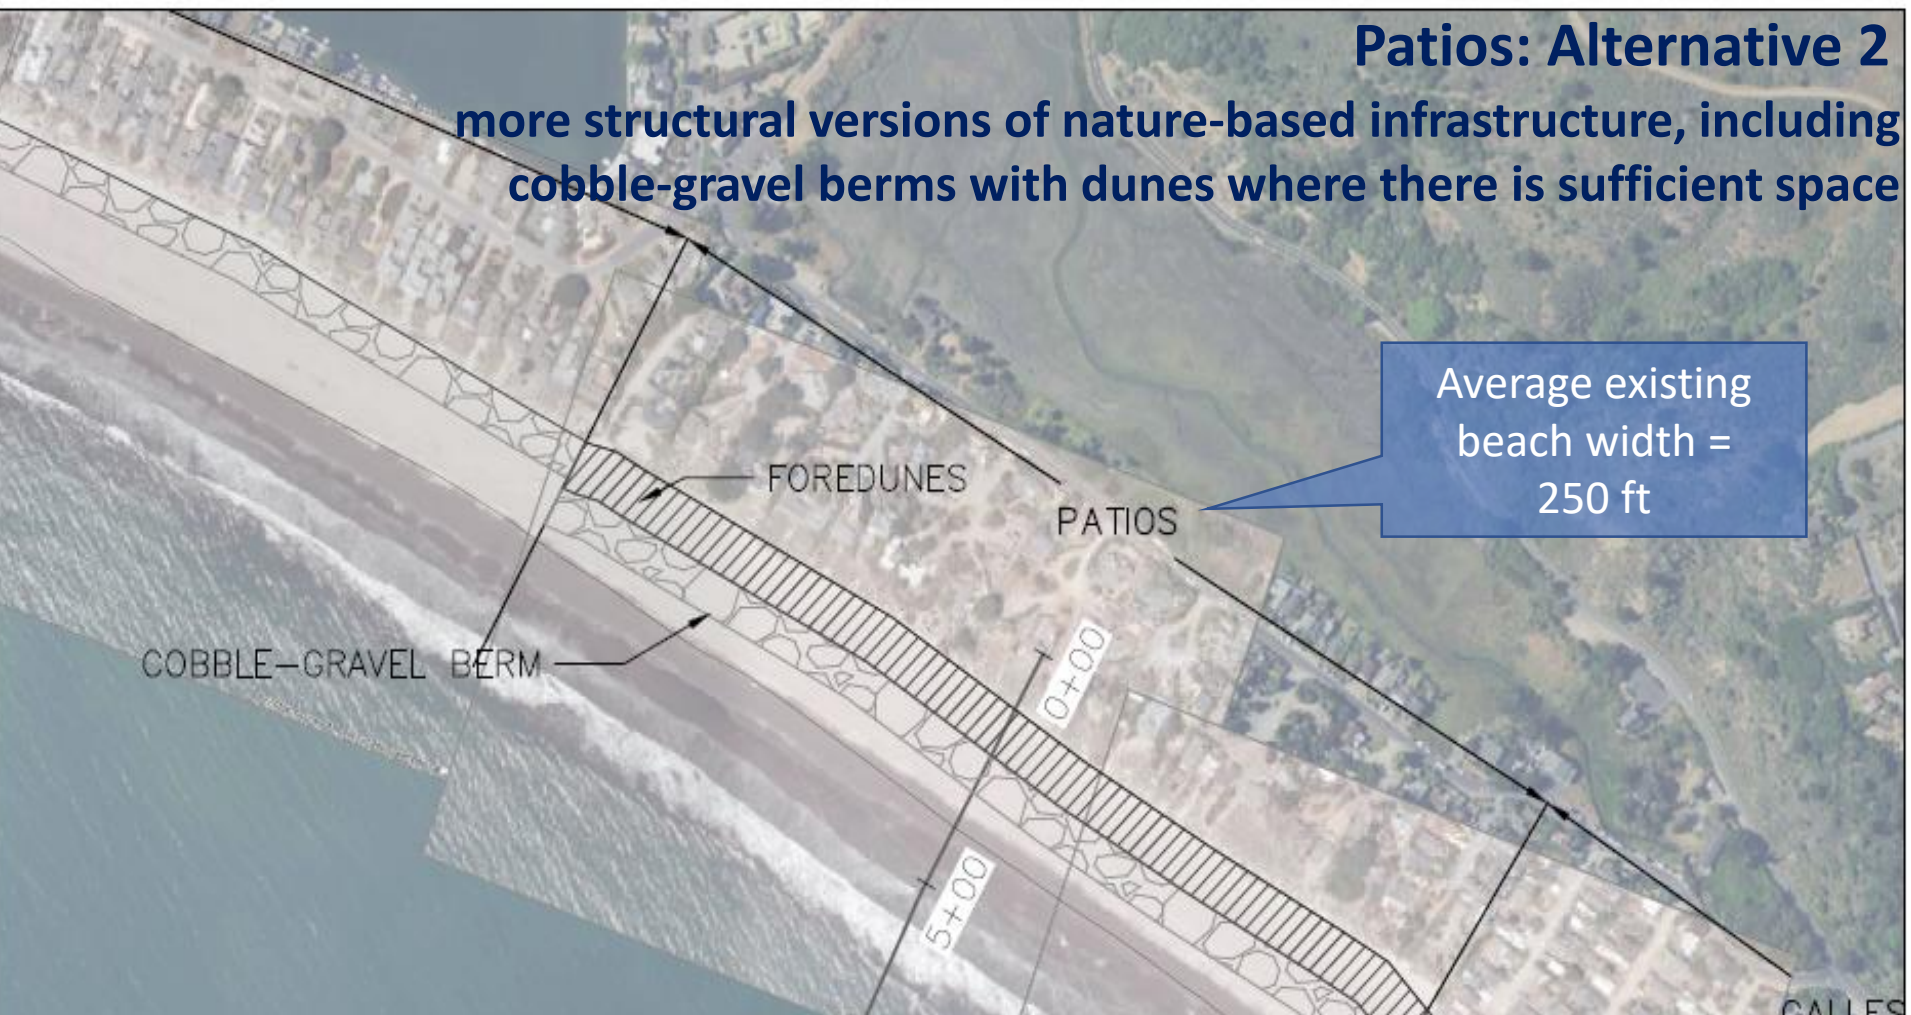 Patios: Alternative 2
more structural versions of nature-based infrastructure, including
cobble-gravel berms with dunes where there is sufficient space
Average existing
beach width =
250 ft
FOREDUNES
PATIOS
COBBLE-GRAVEL BERM
0+00
5+00
CALLES